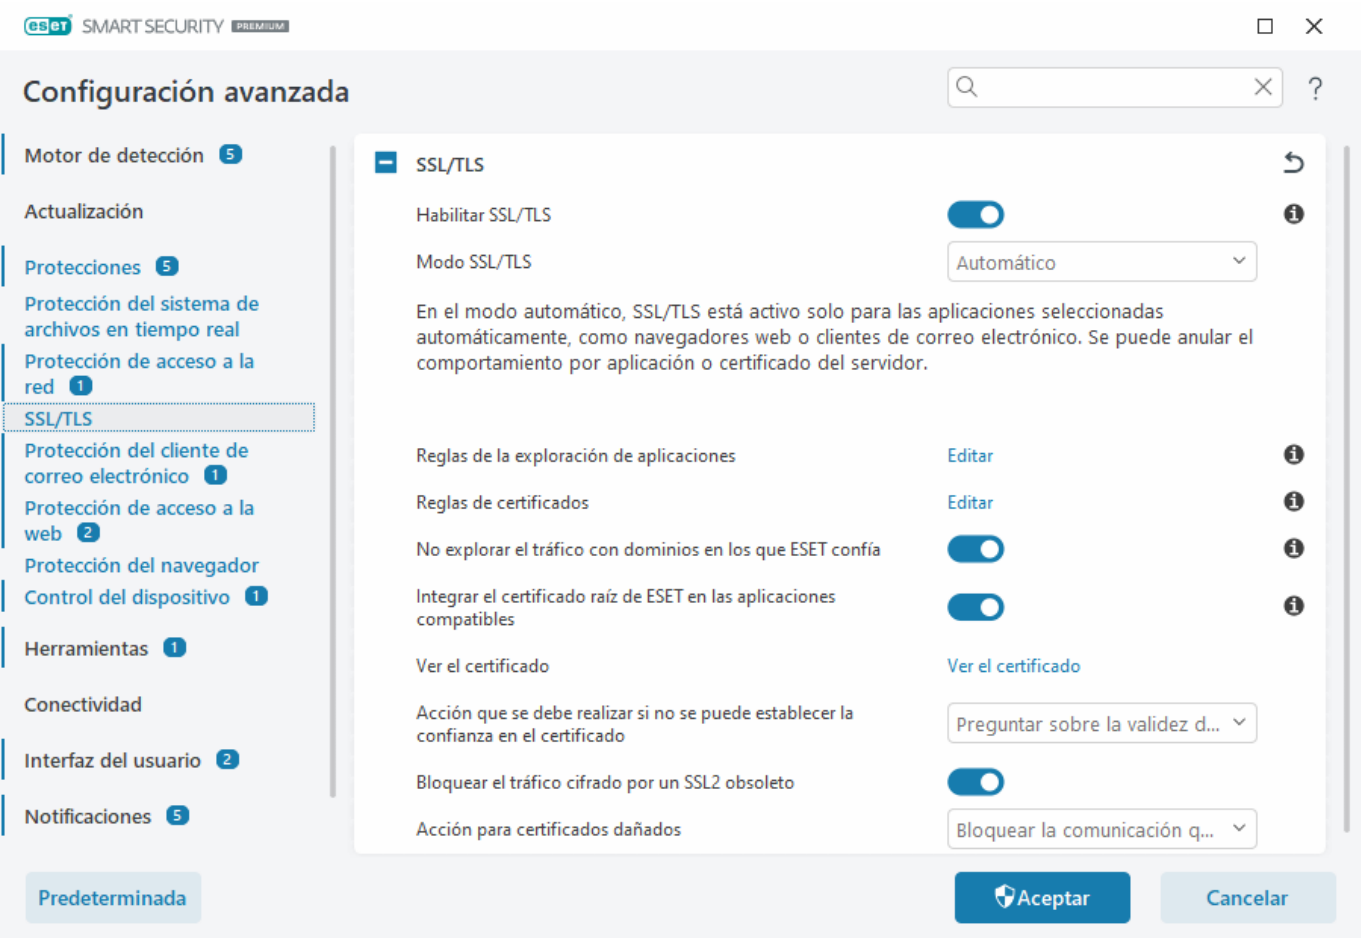 eset SMART SECURITY PREMIUM
Configuración avanzada
?
Motor de detección 5
Actualización
Protecciones 5
Protección del sistema de
archivos en tiempo real
Protección de acceso a la
red 1
SSL/TLS
Protección del cliente de
correo electrónico 1
Protección de acceso a la
web 2
Protección del navegador
Control del dispositivo 1
Herramientas 1
Conectividad
Interfaz del usuario 2
Notificaciones 5
SSL/TLS
Habilitar SSL/TLS
Modo SSL/TLS
Automático
En el modo automático, SSL/TLS está activo solo para las aplicaciones seleccionadas
automáticamente, como navegadores web o clientes de correo electrónico. Se puede anular el
comportamiento por aplicación o certificado del servidor.
Reglas de la exploración de aplicaciones
Editar
Reglas de certificados
Editar
No explorar el tráfico con dominios en los que ESET confía
Integrar el certificado raíz de ESET en las aplicaciones
compatibles
Ver el certificado
Ver el certificado
Acción que se debe realizar si no se puede establecer la
confianza en el certificado
Preguntar sobre la validez d...
Bloquear el tráfico cifrado por un SSL2 obsoleto
Acción para certificados dañados
Bloquear la comunicación q...
Predeterminada
Aceptar
Cancelar